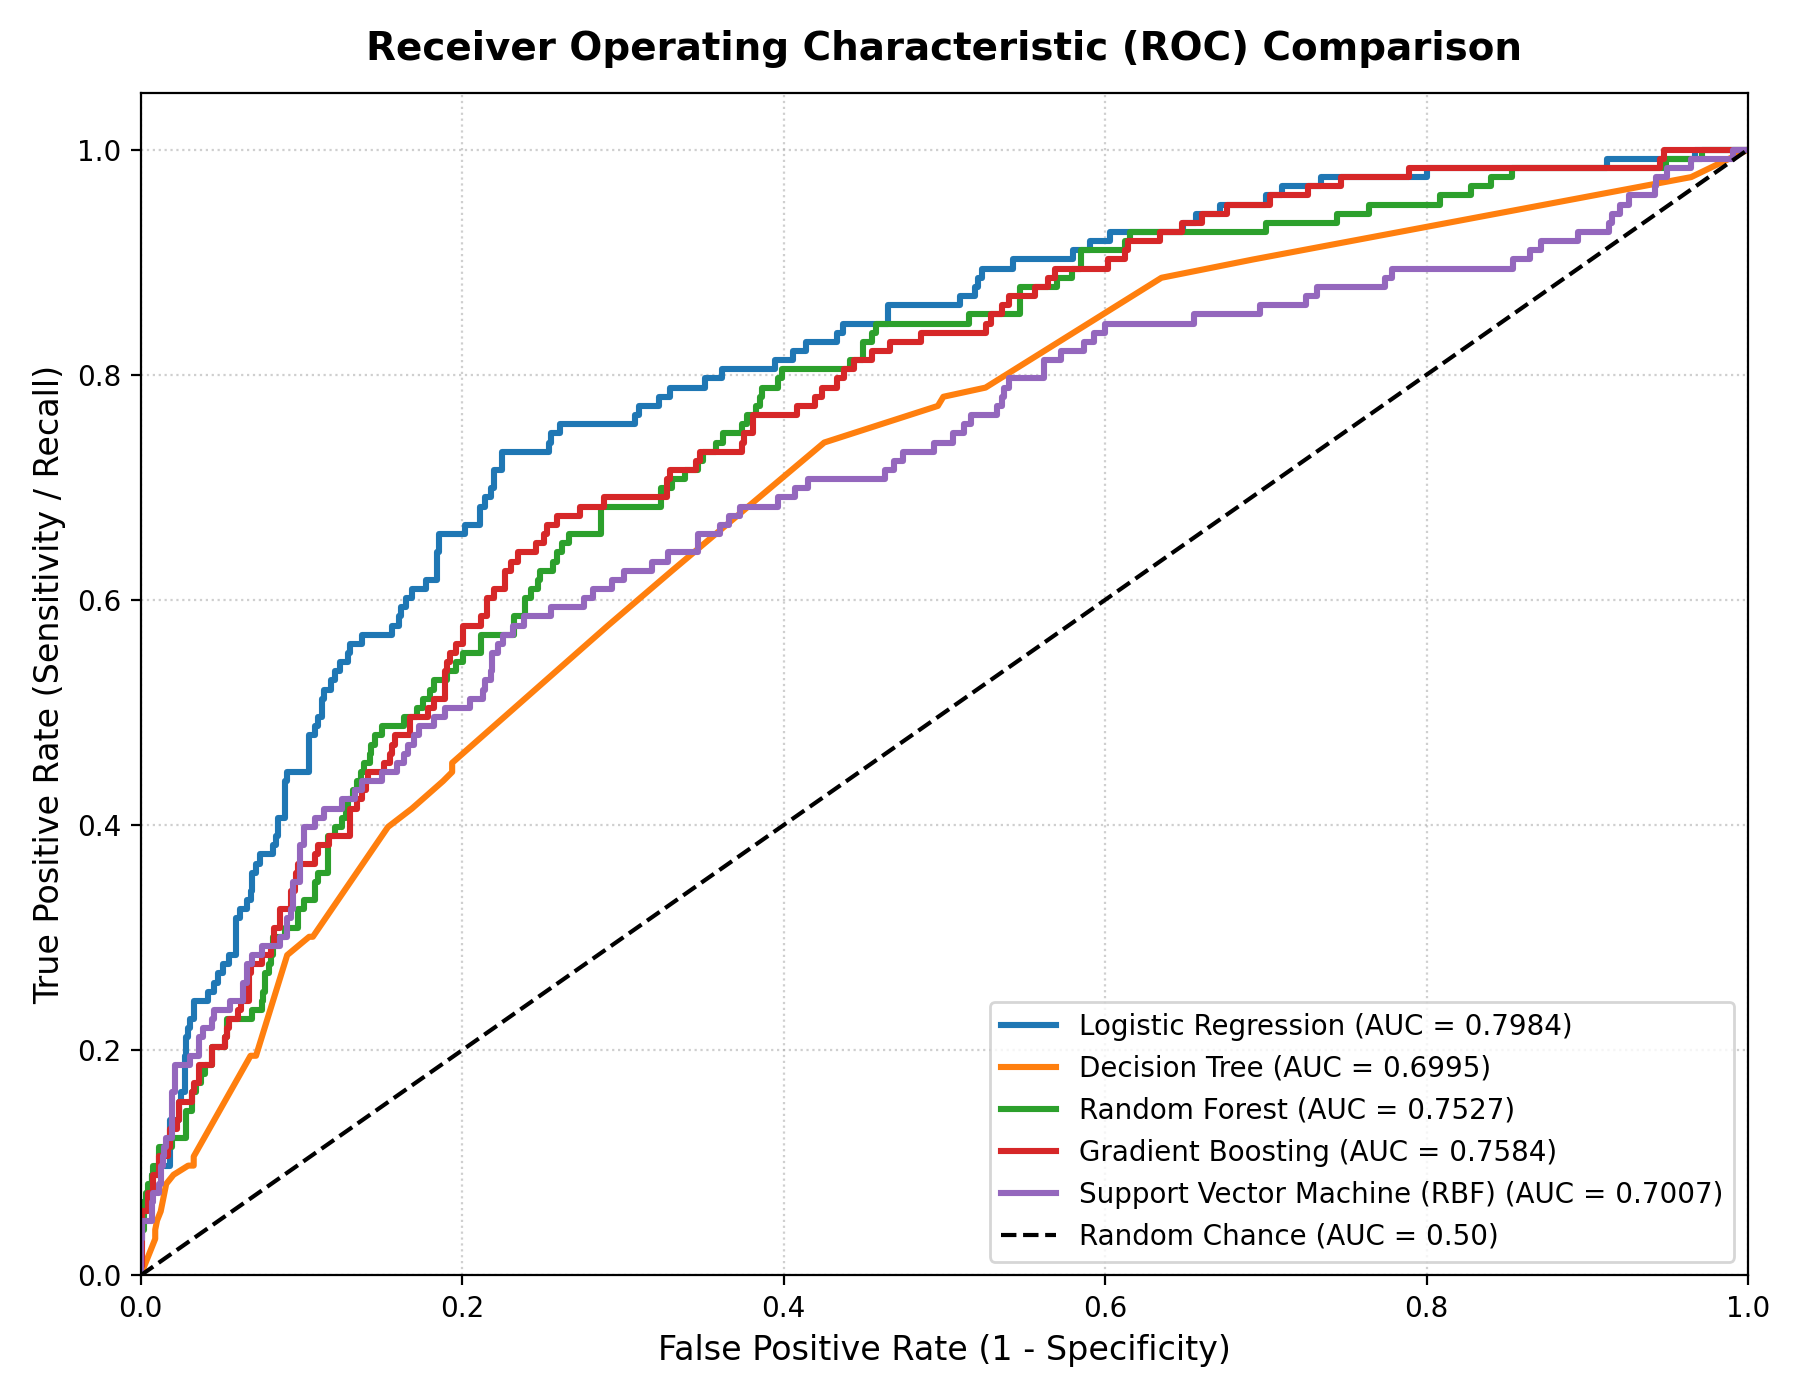 Receiver Operating Characteristic (ROC) Comparison
True Positive Rate (Sensitivity / Recall)
1.0
0.8
0.6
0.4
0.2
0.0
Logistic Regression (AUC = 0.7984)
Decision Tree (AUC = 0.6995)
Random Forest (AUC = 0.7527)
Gradient Boosting (AUC = 0.7584)
Support Vector Machine (RBF) (AUC = 0.7007)
Random Chance (AUC = 0.50)
0.0 0.2 0.4 0.6 0.8 1.0
False Positive Rate (1 - Specificity)